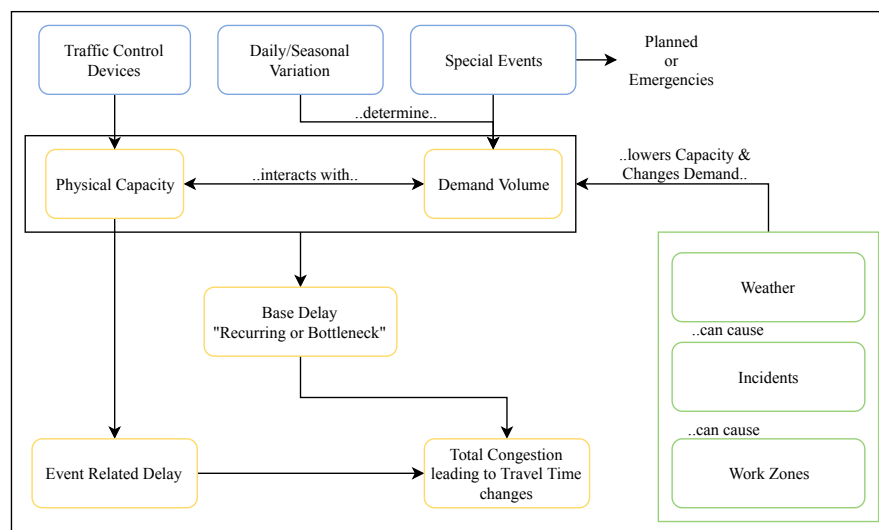 Traffic Control
Devices
Daily/Seasonal
Variation
Special Events
Planned
or
Emergencies
..determine..
Physical Capacity
..interacts with..
Demand Volume
..lowers Capacity &
Changes Demand..
Base Delay
"Recurring or Bottleneck"
Weather
..can cause
Incidents
..can cause
Work Zones
Event Related Delay
Total Congestion
leading to Travel Time
changes